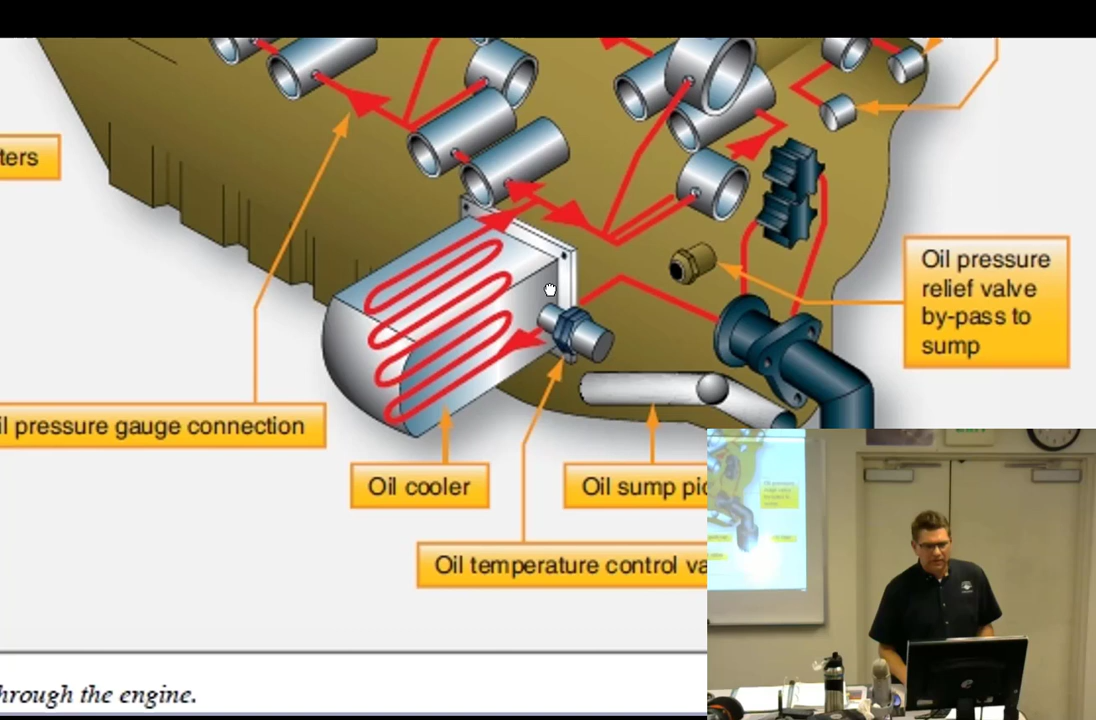 ters
Oil pressure
relief valve
by-pass to
sump
il pressure gauge connection
Oil cooler
Oil sump pic
Oil temperature control va
hrough the engine.